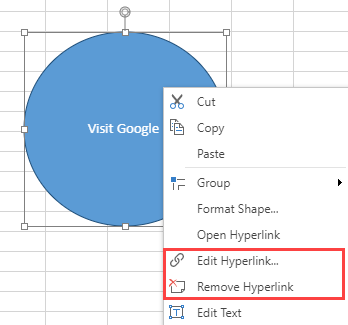 Visit Google
Cut
Copy
Paste
Group
Format Shape...
Open Hyperlink
Edit Hyperlink...
Remove Hyperlink
Edit Text